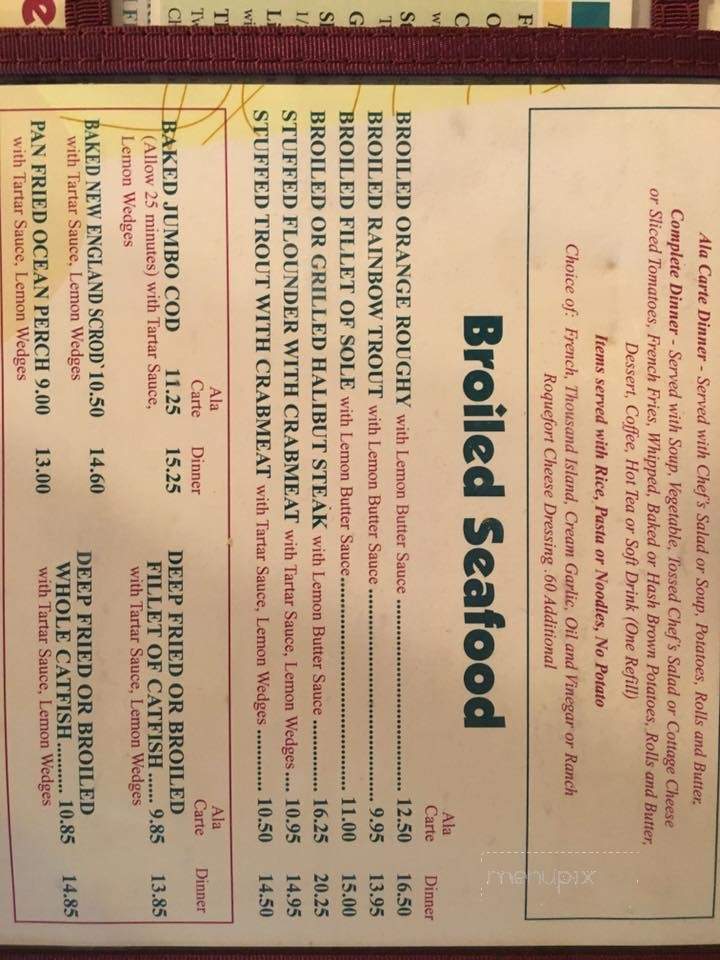 Ala Carte Dinner - Served with Chef's Salad or Soup, Potatoes, Rolls and Butter,
Complete Dinner - Served with Soup, Vegetable, Tossed Chef's Salad or Cottage Cheese
or Sliced Tomatoes, French Fries, Whipped, Baked or Hash Brown Potatoes, Rolls and Butter,
Dessert, Coffee, Hot Tea or Soft Drink (One Refill)
Items served with Rice, Pasta or Noodles, No Potato
Choice of: French, Thousand Island, Cream Garlic, Oil and Vinegar or Ranch
Roquefort Cheese Dressing .60 Additional
Broiled Seafood
Ala
Carte Dinner
BROILED ORANGE ROUGHY with Lemon Butter Sauce .......... 12.50 16.50
BROILED RAINBOW TROUT with Lemon Butter Sauce .......... 9.95 13.95
BROILED FILLET OF SOLE with Lemon Butter Sauce .......... 11.00 15.00
BROILED OR GRILLED HALIBUT STEAK with Lemon Butter Sauce .......... 16.25 20.25
STUFFED FLOUNDER WITH CRABMEAT with Tartar Sauce, Lemon Wedges .... 10.95 14.95
STUFFED TROUT WITH CRABMEAT with Tartar Sauce, Lemon Wedges .......... 10.50 14.50
Ala
Carte Dinner
BAKED JUMBO COD 11.25 15.25
(Allow 25 minutes) with Tartar Sauce,
Lemon Wedges
BAKED NEW ENGLAND SCROD 10.50 14.60
with Tartar Sauce, Lemon Wedges
PAN FRIED OCEAN PERCH 9.00 13.00
with Tartar Sauce, Lemon Wedges
Ala
Carte Dinner
DEEP FRIED OR BROILED
FILLET OF CATFISH ...... 9.85 13.85
with Tartar Sauce, Lemon Wedges
DEEP FRIED OR BROILED
WHOLE CATFISH .......... 10.85 14.85
with Tartar Sauce, Lemon Wedges
menupix